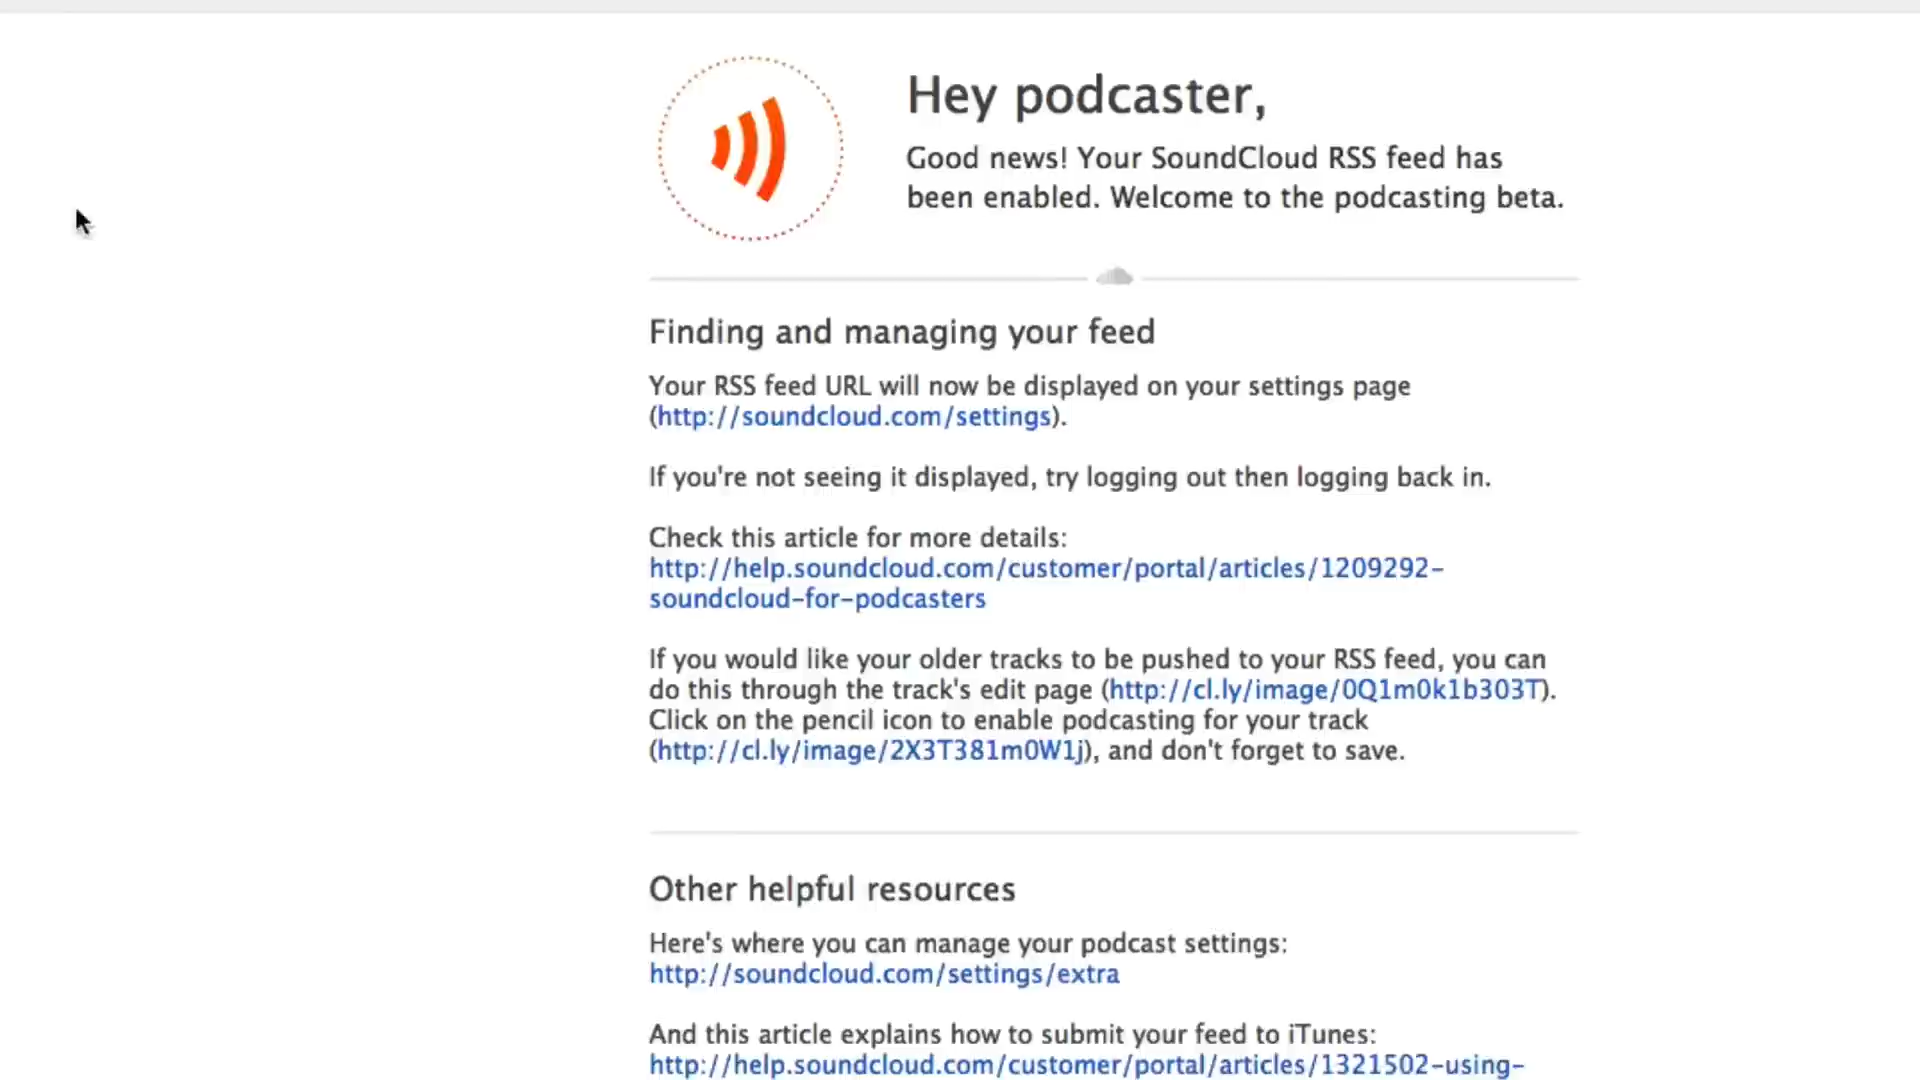 Hey podcaster,
Good news! Your SoundCloud RSS feed has
been enabled. Welcome to the podcasting beta.
Finding and managing your feed
Your RSS feed URL will now be displayed on your settings page
(http://soundcloud.com/settings).
If you're not seeing it displayed, try logging out then logging back in.
Check this article for more details:
http://help.soundcloud.com/customer/portal/articles/1209292-
soundcloud-for-podcasters
If you would like your older tracks to be pushed to your RSS feed, you can
do this through the track's edit page (http://cl.ly/image/0Q1m0k1b303T).
Click on the pencil icon to enable podcasting for your track
(http://cl.ly/image/2X3T381m0W1j), and don't forget to save.
Other helpful resources
Here's where you can manage your podcast settings:
http://soundcloud.com/settings/extra
And this article explains how to submit your feed to iTunes:
http://help.soundcloud.com/customer/portal/articles/1321502-using-